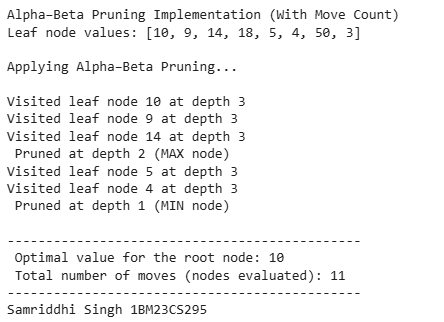 Alpha-Beta Pruning Implementation (With Move Count)
Leaf node values: [10, 9, 14, 18, 5, 4, 50, 3]
Applying Alpha-Beta Pruning...
Visited leaf node 10 at depth 3
Visited leaf node 9 at depth 3
Visited leaf node 14 at depth 3
Pruned at depth 2 (MAX node)
Visited leaf node 5 at depth 3
Visited leaf node 4 at depth 3
Pruned at depth 1 (MIN node)
----------------------------------------------
Optimal value for the root node: 10
Total number of moves (nodes evaluated): 11
----------------------------------------------
Samriddhi Singh 1BM23CS295